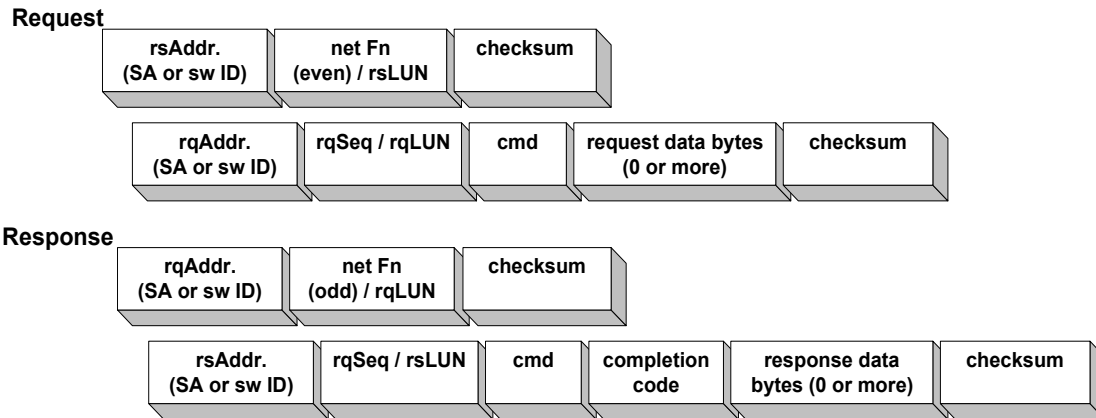 Request
rsAddr. net Fn checksum
(SA or sw ID) (even) / rsLUN
rqAddr. rqSeq / rqLUN cmd request data bytes checksum
(SA or sw ID) (0 or more)
Response
rqAddr. net Fn checksum
(SA or sw ID) (odd) / rqLUN
rsAddr. rqSeq / rsLUN cmd completion response data checksum
(SA or sw ID) code bytes (0 or more)